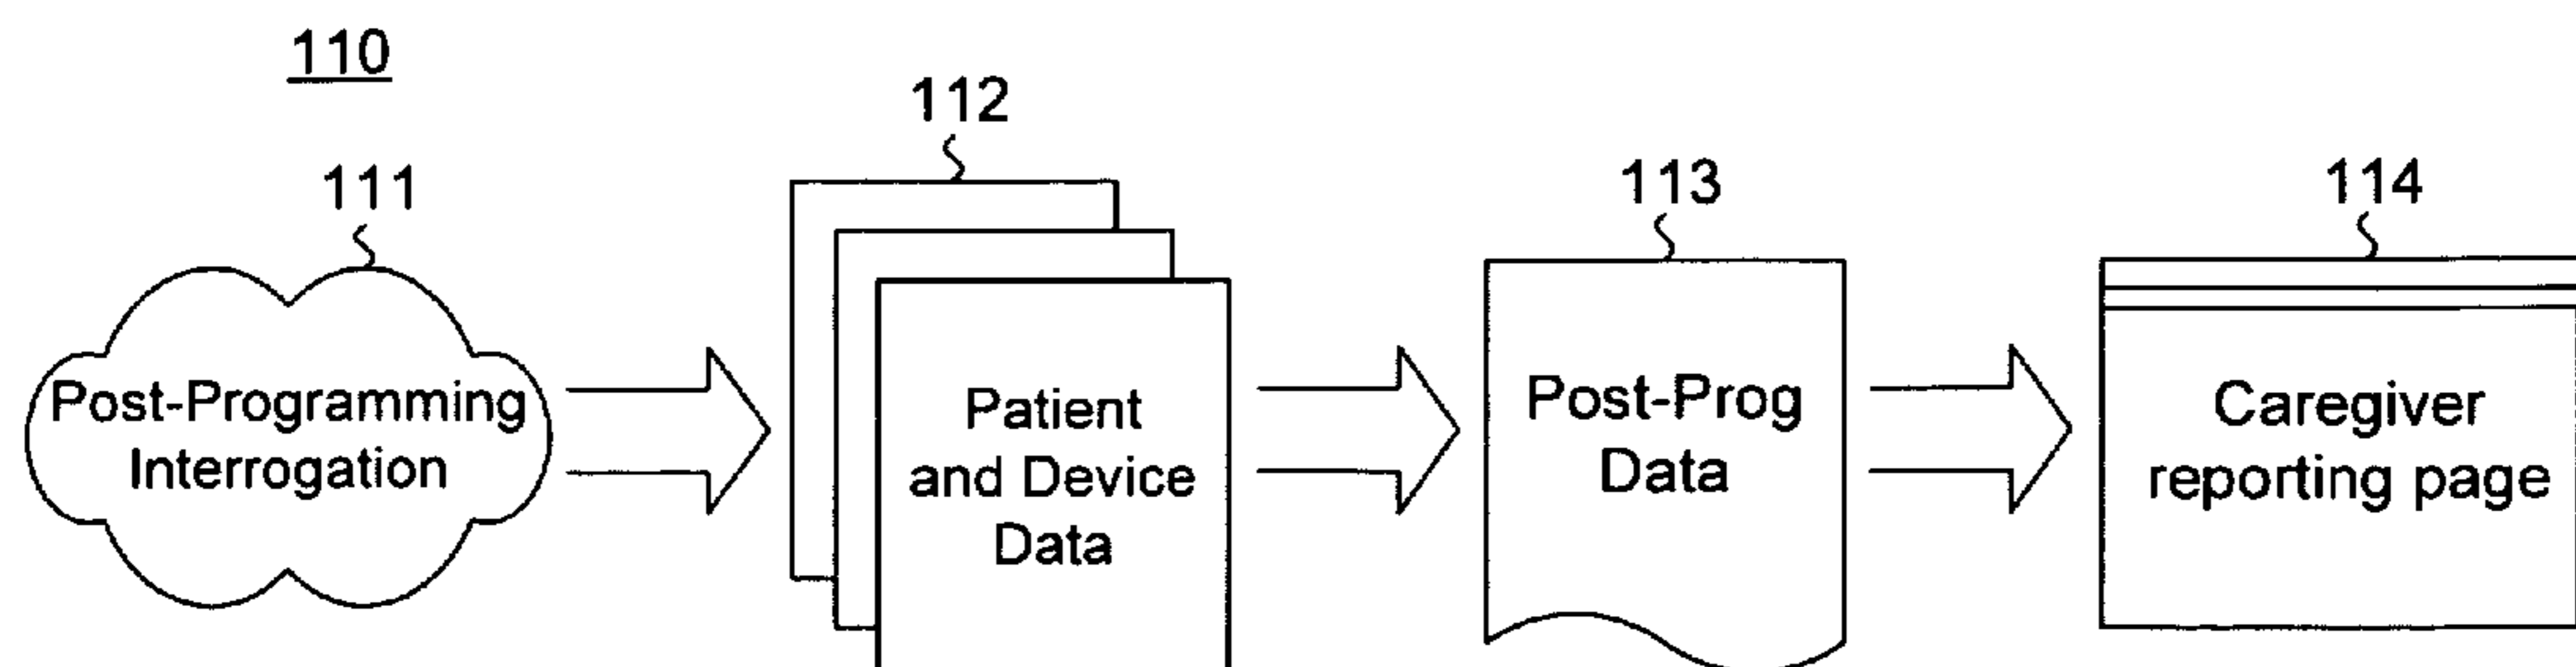 110
111
112
113
114
Post-Programming
Interrogation
Patient
and Device
Data
Post-Prog
Data
Caregiver
reporting page